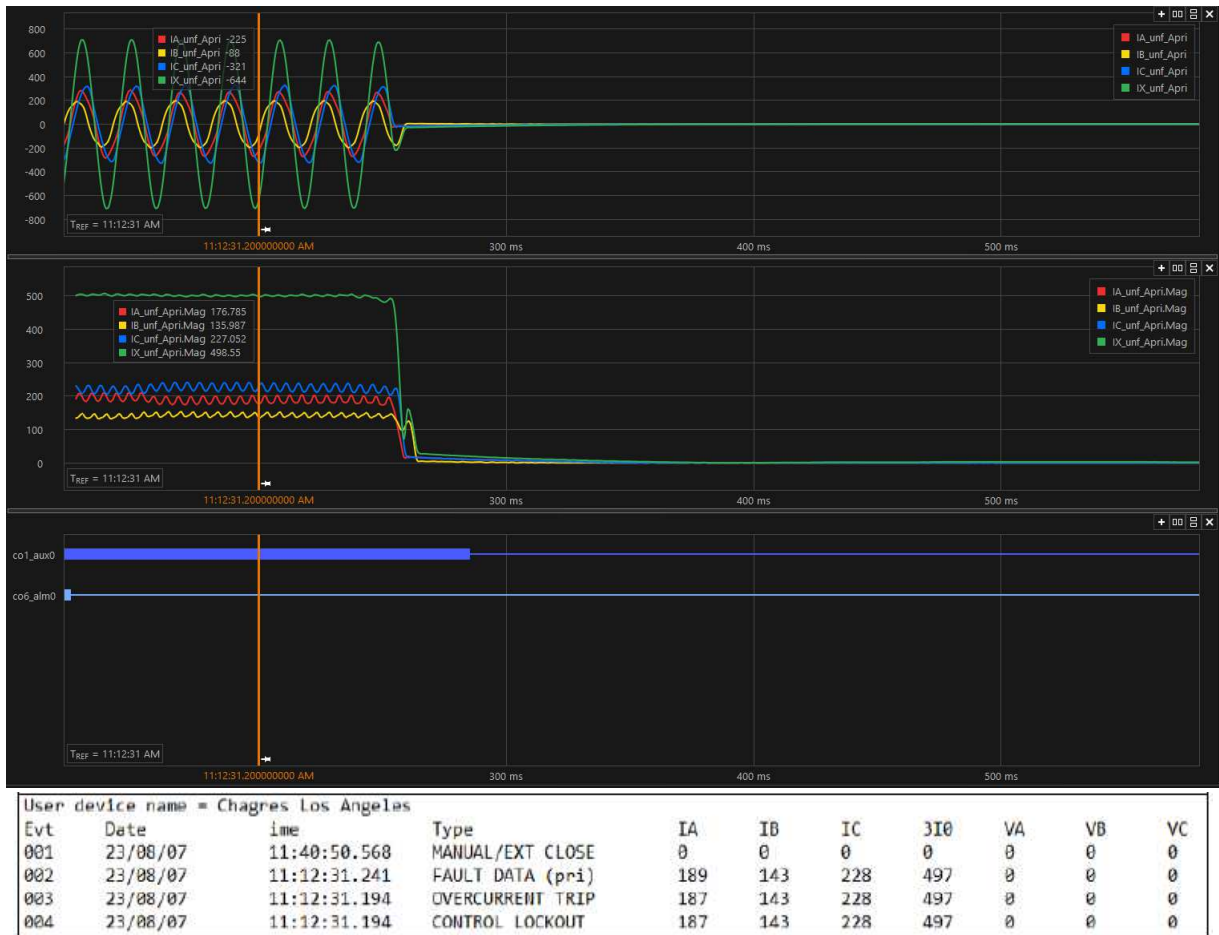 800
600
400
200
0
-200
-400
-600
-800
IA_unf_Apri -225
IB_unf_Apri -88
IC_unf_Apri -321
IX_unf_Apri -644
IA_unf_Apri
IB_unf_Apri
IC_unf_Apri
IX_unf_Apri
TREF = 11:12:31 AM
11:12:31.200000000 AM 300 ms 400 ms 500 ms
500
400
300
200
100
0
IA_unf_Apri.Mag 176.785
IB_unf_Apri.Mag 135.987
IC_unf_Apri.Mag 227.052
IX_unf_Apri.Mag 498.55
IA_unf_Apri.Mag
IB_unf_Apri.Mag
IC_unf_Apri.Mag
IX_unf_Apri.Mag
TREF = 11:12:31 AM
11:12:31.200000000 AM 300 ms 400 ms 500 ms
co1_aux0
co6_alm0
TREF = 11:12:31 AM
11:12:31.200000000 AM 300 ms 400 ms 500 ms
User device name = Chagres Los Angeles
Evt Date ime Type IA IB IC 3I0 VA VB VC
001 23/08/07 11:40:50.568 MANUAL/EXT CLOSE 0 0 0 0 0 0 0
002 23/08/07 11:12:31.241 FAULT DATA (pri) 189 143 228 497 0 0 0
003 23/08/07 11:12:31.194 OVERCURRENT TRIP 187 143 228 497 0 0 0
004 23/08/07 11:12:31.194 CONTROL LOCKOUT 187 143 228 497 0 0 0